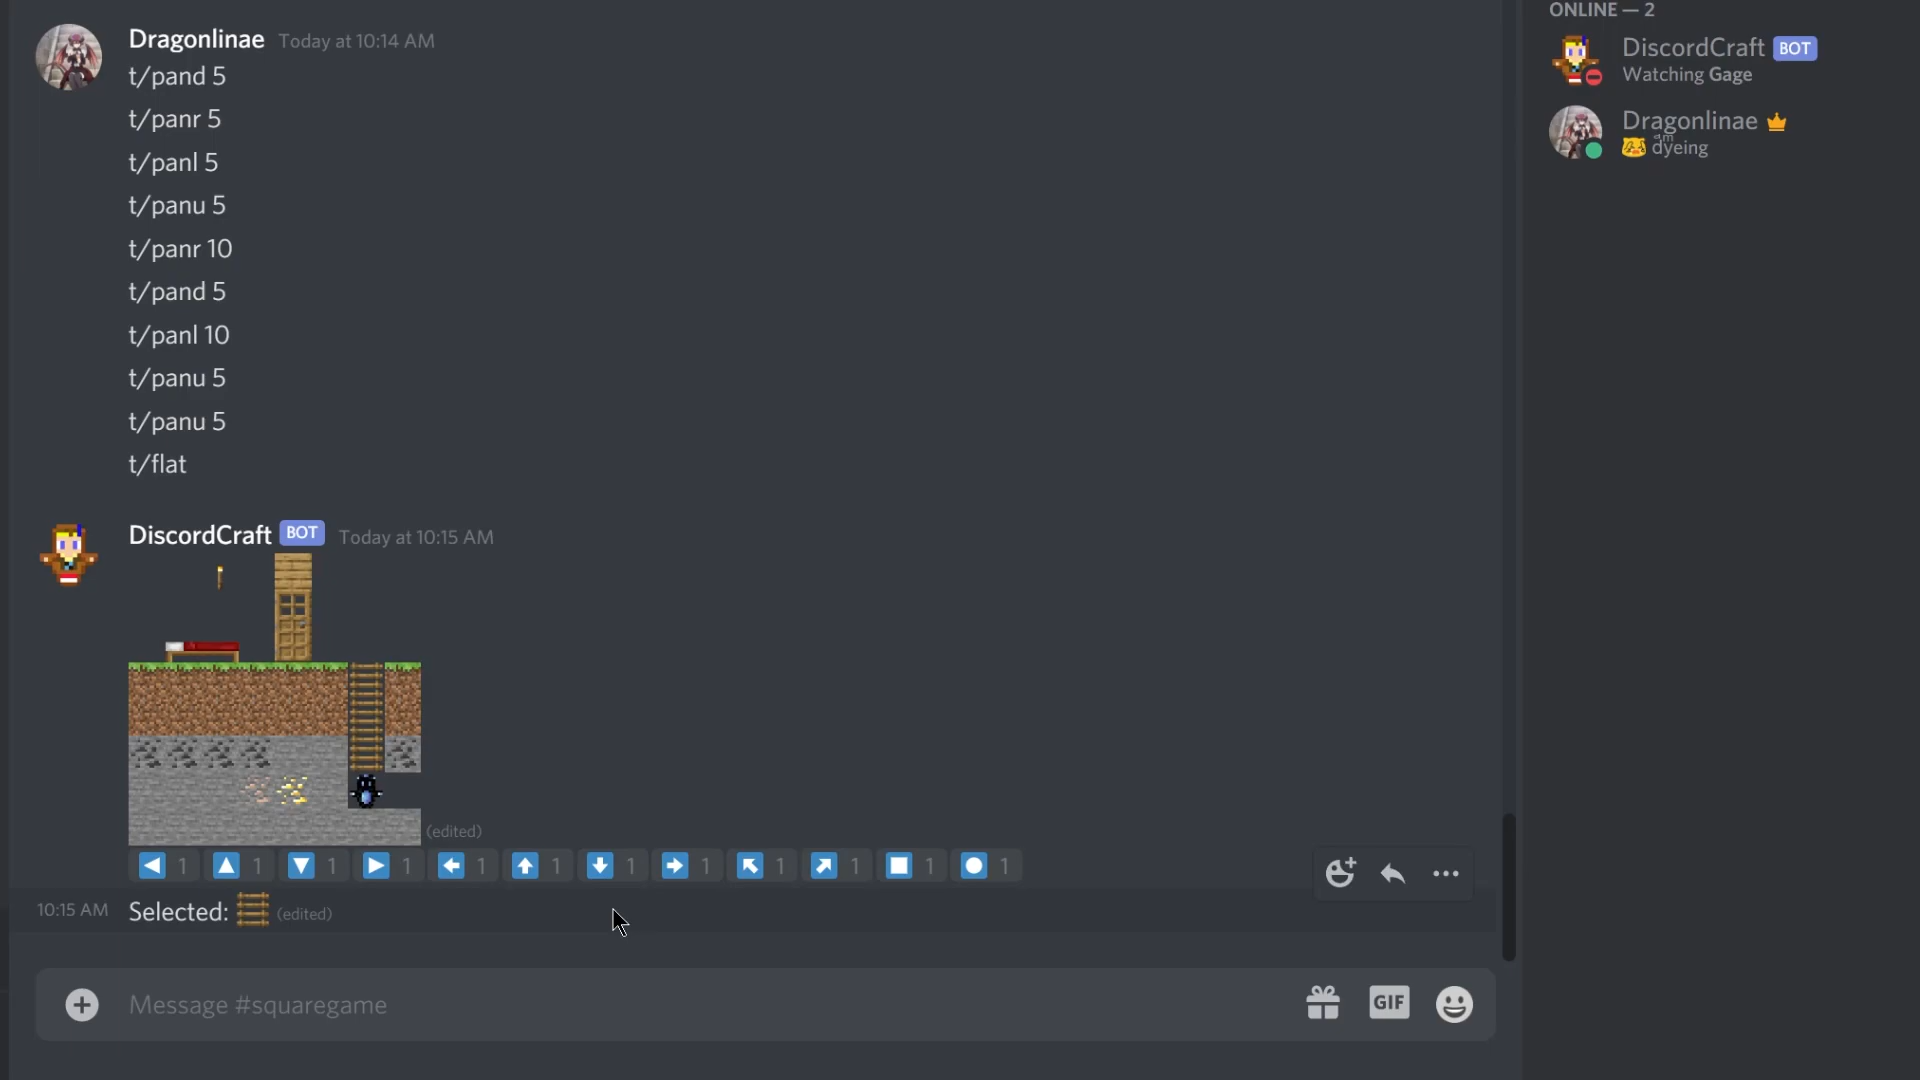 Dragonlinae Today at 10:14 AM
t/pand 5
t/panr 5
t/panl 5
t/panu 5
t/panr 10
t/pand 5
t/panl 10
t/panu 5
t/panu 5
t/flat
DiscordCraft BOT Today at 10:15 AM
(edited)
1 1 1 1 1 1 1 1 1 1 1 1
10:15 AM Selected: (edited)
Message #squaregame
GIF
ONLINE — 2
DiscordCraft BOT
Watching Gage
Dragonlinae
dyeing